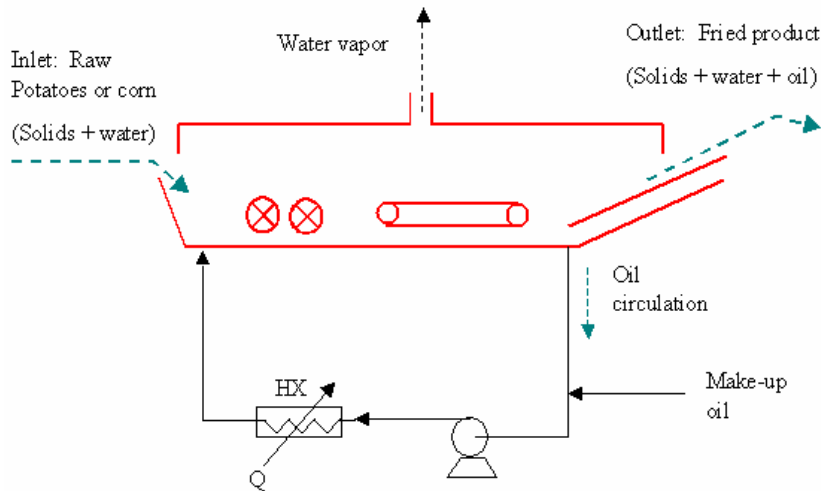 Water vapor
Inlet: Raw
Potatoes or corn
(Solids + water)
Outlet: Fried product
(Solids + water + oil)
Oil
circulation
HX
Make-up
oil
Q